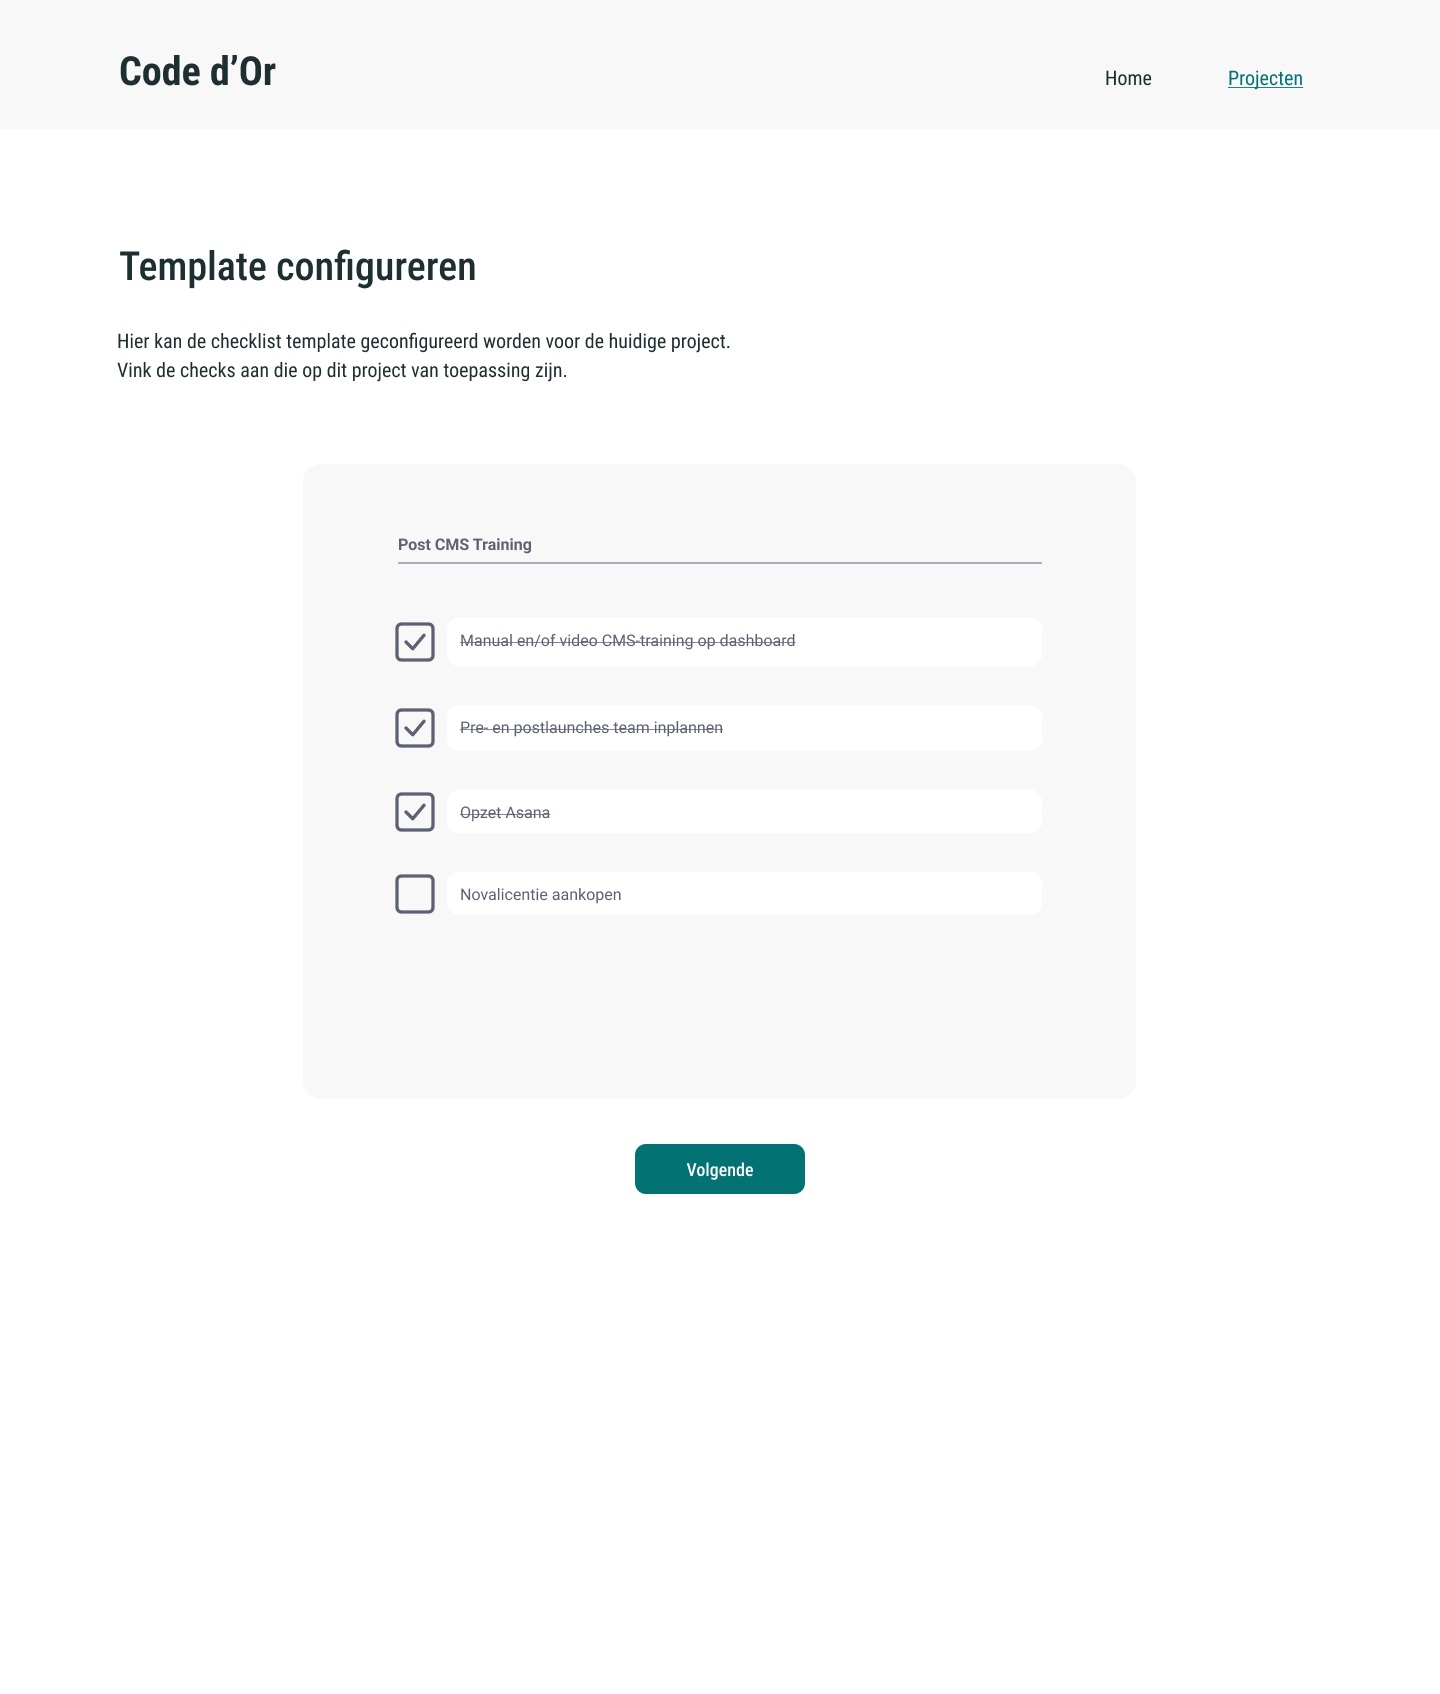 Code d’Or
Home
Projecten
Template configureren
Hier kan de checklist template geconfigureerd worden voor de huidige project.
Vink de checks aan die op dit project van toepassing zijn.
Post CMS Training
Manual en/of video CMS-training op dashboard
Pre- en postlaunches team inplannen
Opzet Asana
Novalicentie aankopen
Volgende